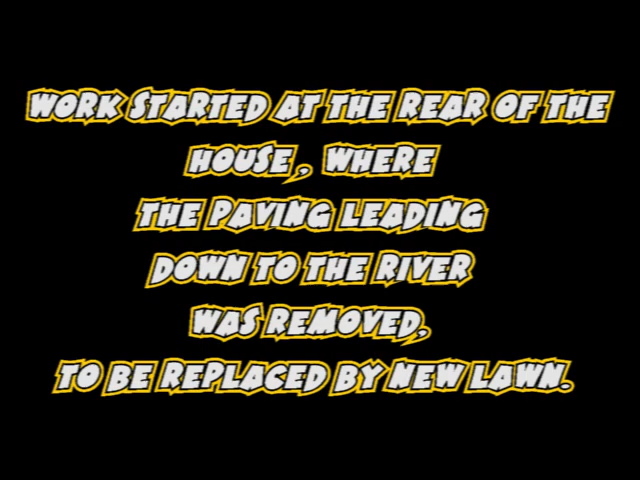 WORK STARTED AT THE REAR OF THE
HOUSE , WHERE
THE PAVING LEADING
DOWN TO THE RIVER
WAS REMOVED,
TO BE REPLACED BY NEW LAWN.